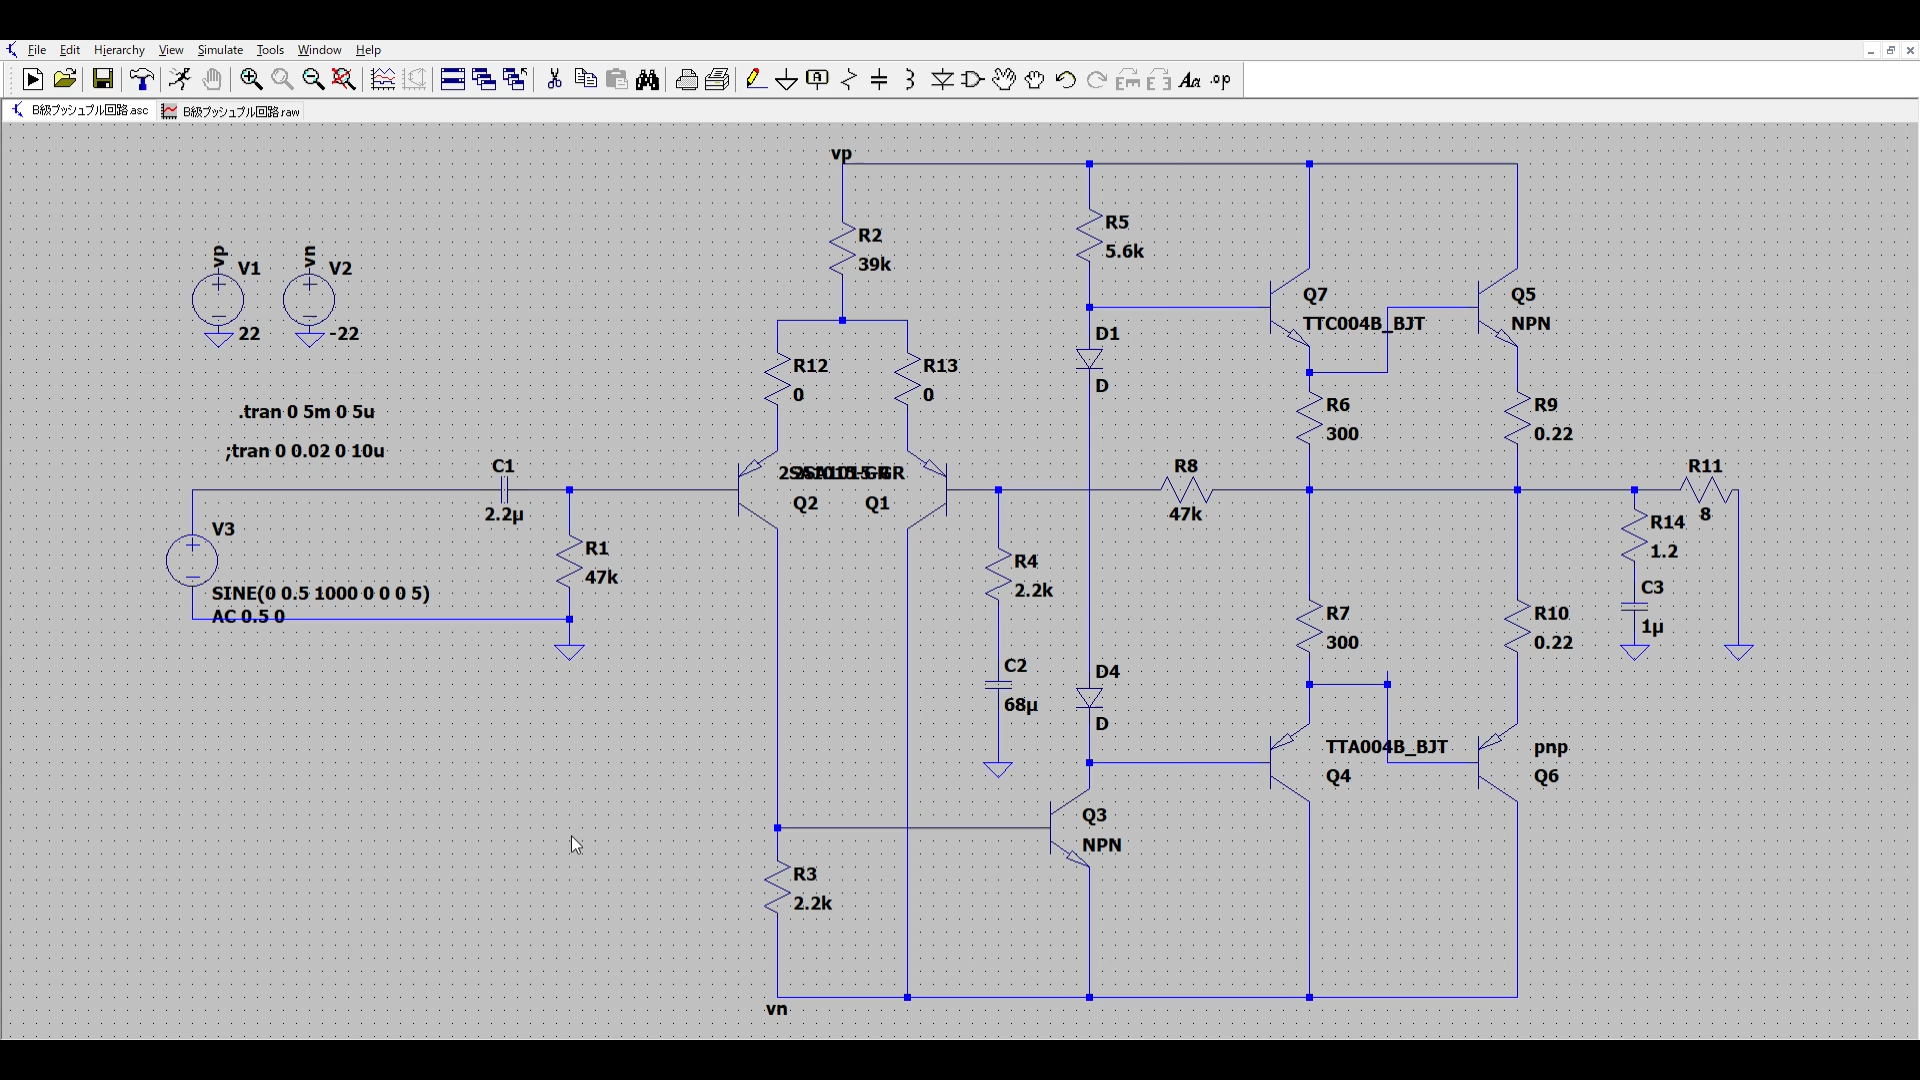 File Edit Hierarchy View Simulate Tools Window Help
B級プッシュプル回路.asc B級プッシュプル回路.raw
vp
R5
5.6k
R2
39k
vp
V1
22
vn
V2
-22
Q7
TTC004B_BJT
Q5
NPN
D1
D
R12
0
R13
0
.tran 0 5m 0 5u
;tran 0 0.02 0 10u
R6
300
R9
0.22
C1
2.2µ
Q2
Q1
2SA1015-GR
R8
47k
R11
8
R14
1.2
V3
SINE(0 0.5 1000 0 0 0 5)
AC 0.5 0
R1
47k
R4
2.2k
C3
1µ
R7
300
R10
0.22
C2
68µ
D4
D
TTA004B_BJT
Q4
pnp
Q6
Q3
NPN
R3
2.2k
vn